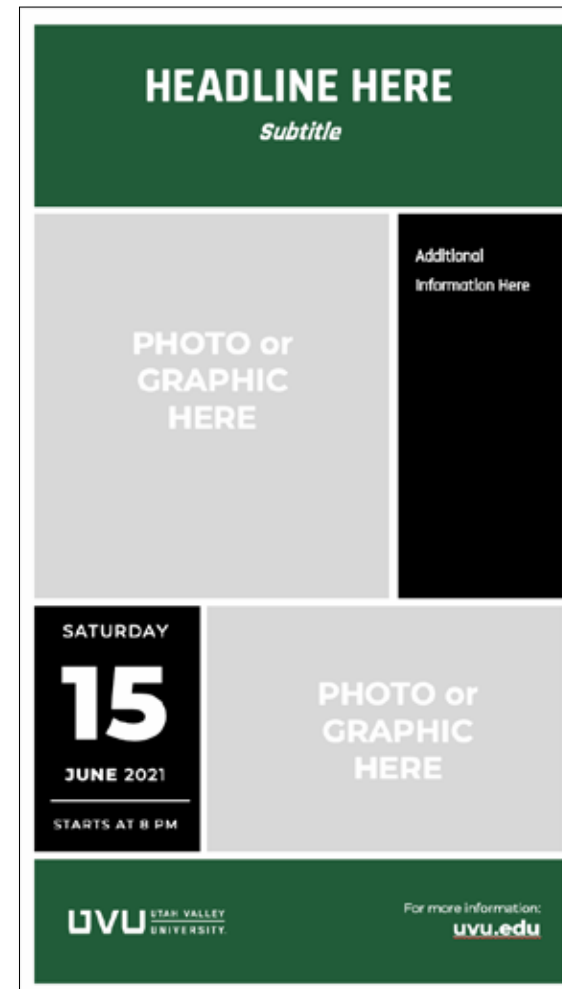 HEADLINE HERE
Subtitle
PHOTO or
GRAPHIC
HERE
Additional
Information Here
SATURDAY
15
JUNE 2021
STARTS AT 8 PM
PHOTO or
GRAPHIC
HERE
UVU UTAH VALLEY
UNIVERSITY.
For more information:
uvu.edu